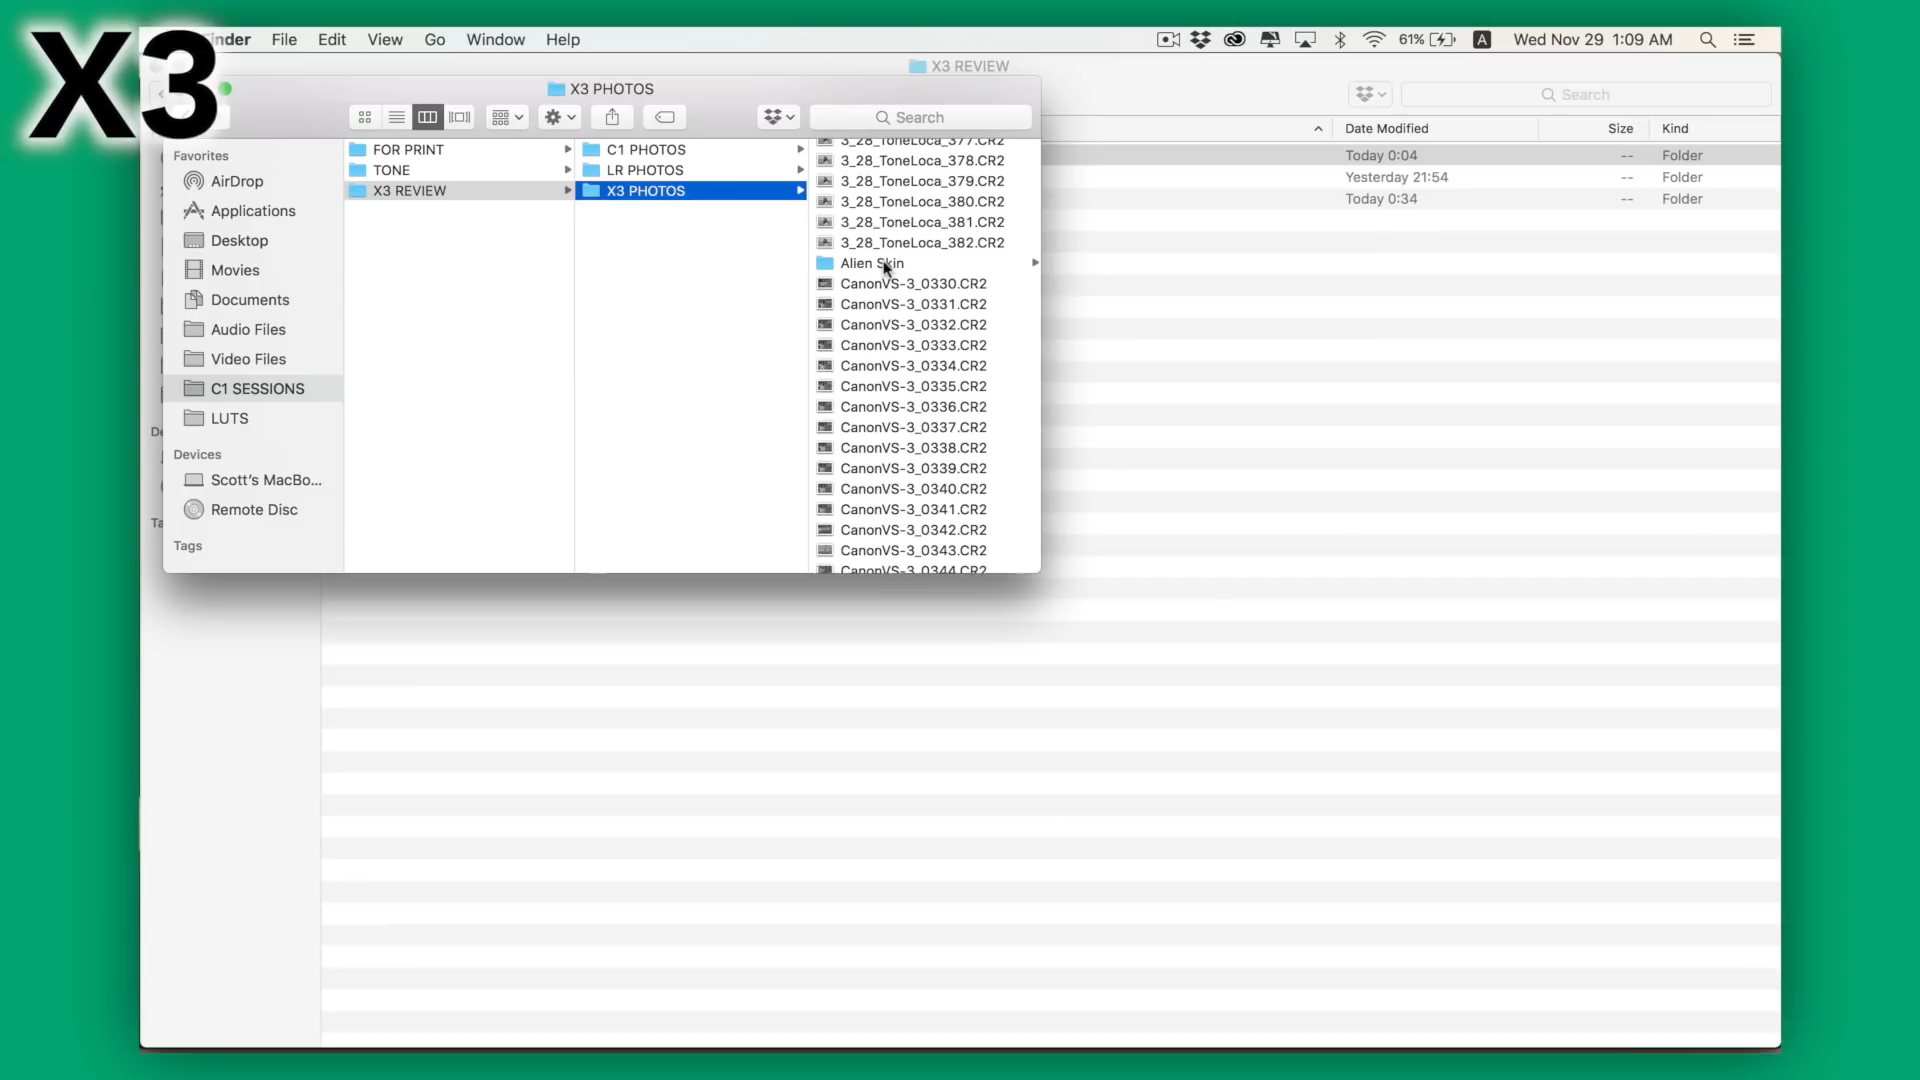 X3
Finder File Edit View Go Window Help
61% A Wed Nov 29 1:09 AM
X3 REVIEW
X3 PHOTOS
Search
Search
Date Modified Size Kind
Today 0:04 -- Folder
Yesterday 21:54 -- Folder
Today 0:34 -- Folder
Favorites
AirDrop
Applications
Desktop
Movies
Documents
Audio Files
Video Files
C1 SESSIONS
LUTS
Devices
Scott's MacBo...
Remote Disc
Tags
FOR PRINT
TONE
X3 REVIEW
C1 PHOTOS
LR PHOTOS
X3 PHOTOS
3_28_ToneLoca_377.CR2
3_28_ToneLoca_378.CR2
3_28_ToneLoca_379.CR2
3_28_ToneLoca_380.CR2
3_28_ToneLoca_381.CR2
3_28_ToneLoca_382.CR2
Alien Skin
CanonVS-3_0330.CR2
CanonVS-3_0331.CR2
CanonVS-3_0332.CR2
CanonVS-3_0333.CR2
CanonVS-3_0334.CR2
CanonVS-3_0335.CR2
CanonVS-3_0336.CR2
CanonVS-3_0337.CR2
CanonVS-3_0338.CR2
CanonVS-3_0339.CR2
CanonVS-3_0340.CR2
CanonVS-3_0341.CR2
CanonVS-3_0342.CR2
CanonVS-3_0343.CR2
CanonVS-3_0344.CR2